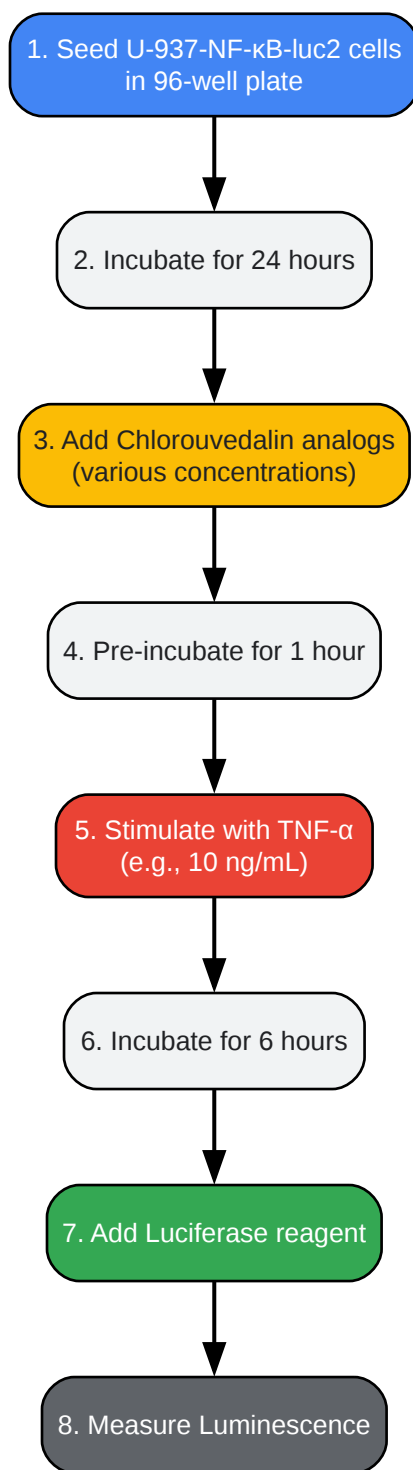 1. Seed U-937-NF-κB-luc2 cells
in 96-well plate
2. Incubate for 24 hours
3. Add Chlorouvedalin analogs
(various concentrations)
4. Pre-incubate for 1 hour
5. Stimulate with TNF-α
(e.g., 10 ng/mL)
6. Incubate for 6 hours
7. Add Luciferase reagent
8. Measure Luminescence